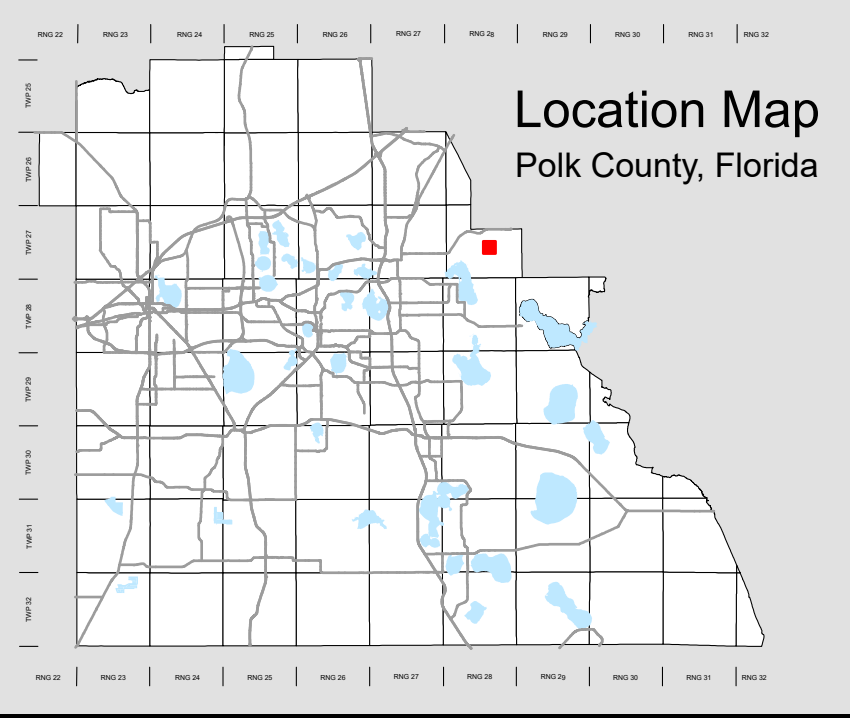 RNG 22 RNG 23 RNG 24 RNG 25 RNG 26 RNG 27 RNG 28 RNG 29 RNG 30 RNG 31 RNG 32
Location Map
Polk County, Florida
TWP 25
TWP 26
TWP 27
TWP 28
TWP 29
TWP 30
TWP 31
TWP 32
RNG 22 RNG 23 RNG 24 RNG 25 RNG 26 RNG 27 RNG 28 RNG 29 RNG 30 RNG 31 RNG 32